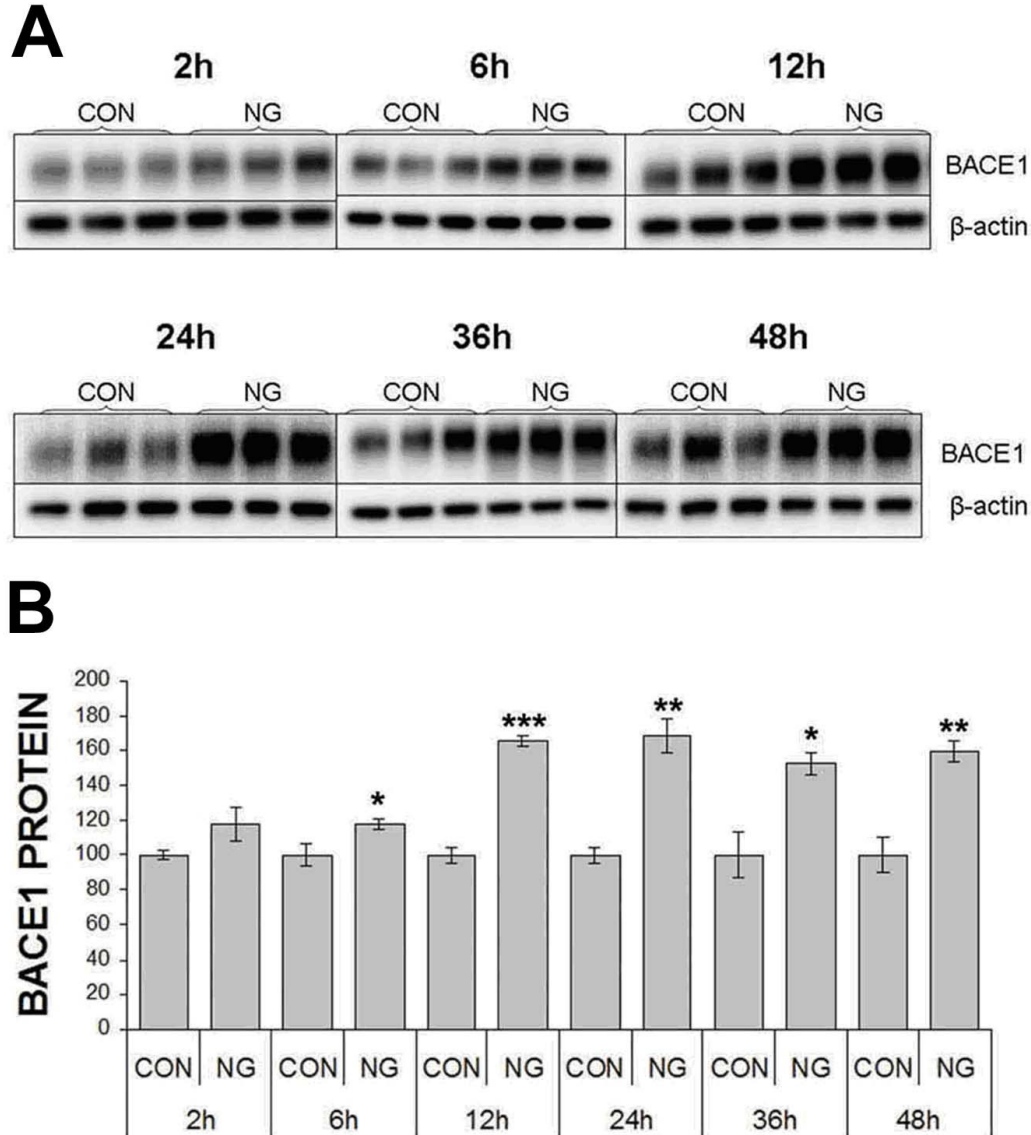 A
2h 6h 12h
CON NG CON NG CON NG
BACE1
β-actin
24h 36h 48h
CON NG CON NG CON NG
BACE1
β-actin
B
BACE1 PROTEIN
200
180
160
140
120
100
80
60
40
20
0
* *** ** * **
CON NG CON NG CON NG CON NG CON NG CON NG
2h 6h 12h 24h 36h 48h